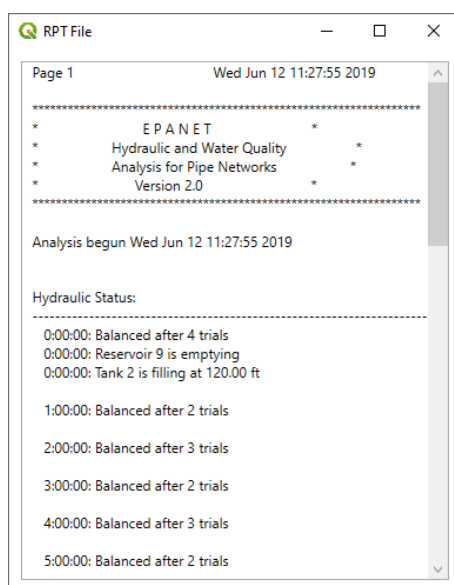 RPT File
Page 1 Wed Jun 12 11:27:55 2019
******************************************************************
* E P A N E T *
* Hydraulic and Water Quality *
* Analysis for Pipe Networks *
* Version 2.0 *
******************************************************************
Analysis begun Wed Jun 12 11:27:55 2019
Hydraulic Status:
-----------------------------------------------------------------------
0:00:00: Balanced after 4 trials
0:00:00: Reservoir 9 is emptying
0:00:00: Tank 2 is filling at 120.00 ft
1:00:00: Balanced after 2 trials
2:00:00: Balanced after 3 trials
3:00:00: Balanced after 2 trials
4:00:00: Balanced after 3 trials
5:00:00: Balanced after 2 trials